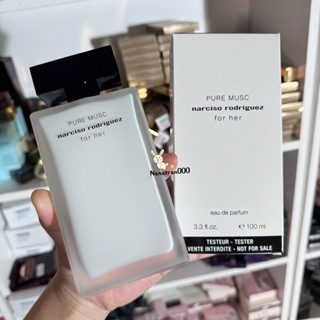 PURE MUSC
narciso rodriguez
for her
Nanatran000
PURE MUSC
narciso rodriguez
for her
eau de parfum
3.3 fl.oz. ℮ 100 ml
TESTEUR - TESTER
VENTE INTERDITE - NOT FOR SALE